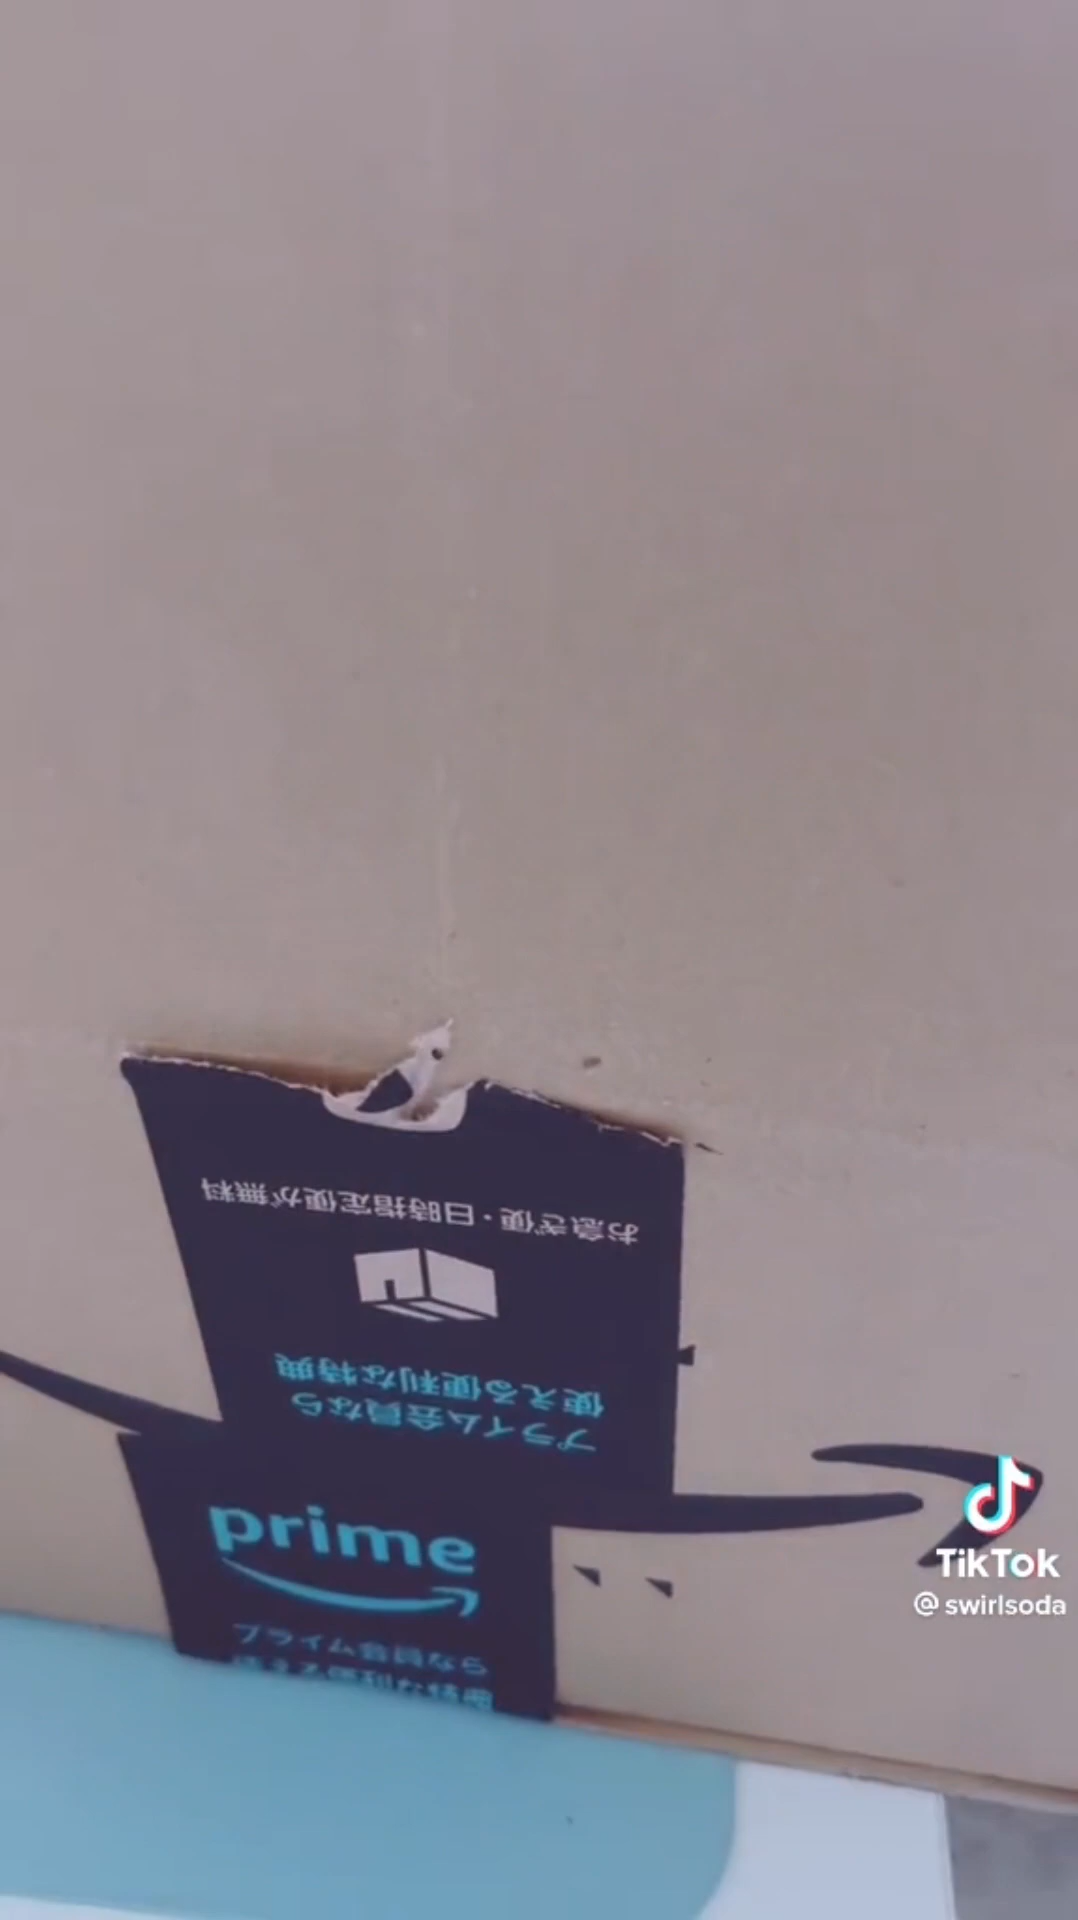 お急ぎ便・日時指定便が無料
使える便利な特典
プライム会員なら
prime
プライム会員なら
TikTok
@ swirlsoda